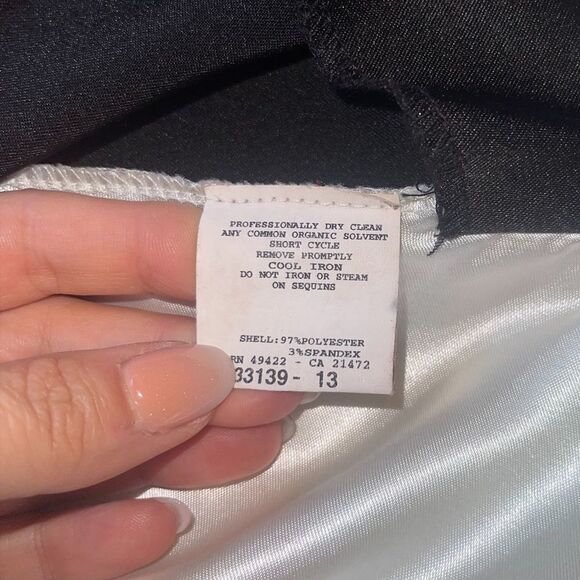 PROFESSIONALLY DRY CLEAN
ANY COMMON ORGANIC SOLVENT
SHORT CYCLE
REMOVE PROMPTLY
COOL IRON
DO NOT IRON OR STEAM
ON SEQUINS
SHELL:97%POLYESTER
3%SPANDEX
RN 49422 - CA 21472
33139- 13